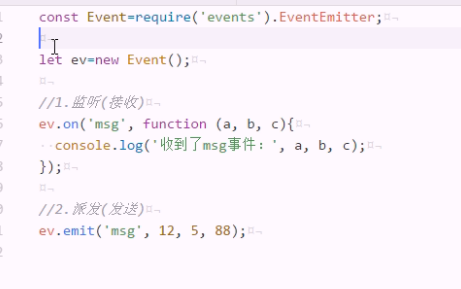 const Event=require('events').EventEmitter;
let ev=new Event();
//1.监听(接收)
ev.on('msg', function (a, b, c){
console.log('收到了msg事件：', a, b, c);
});
//2.派发(发送)
ev.emit('msg', 12, 5, 88);